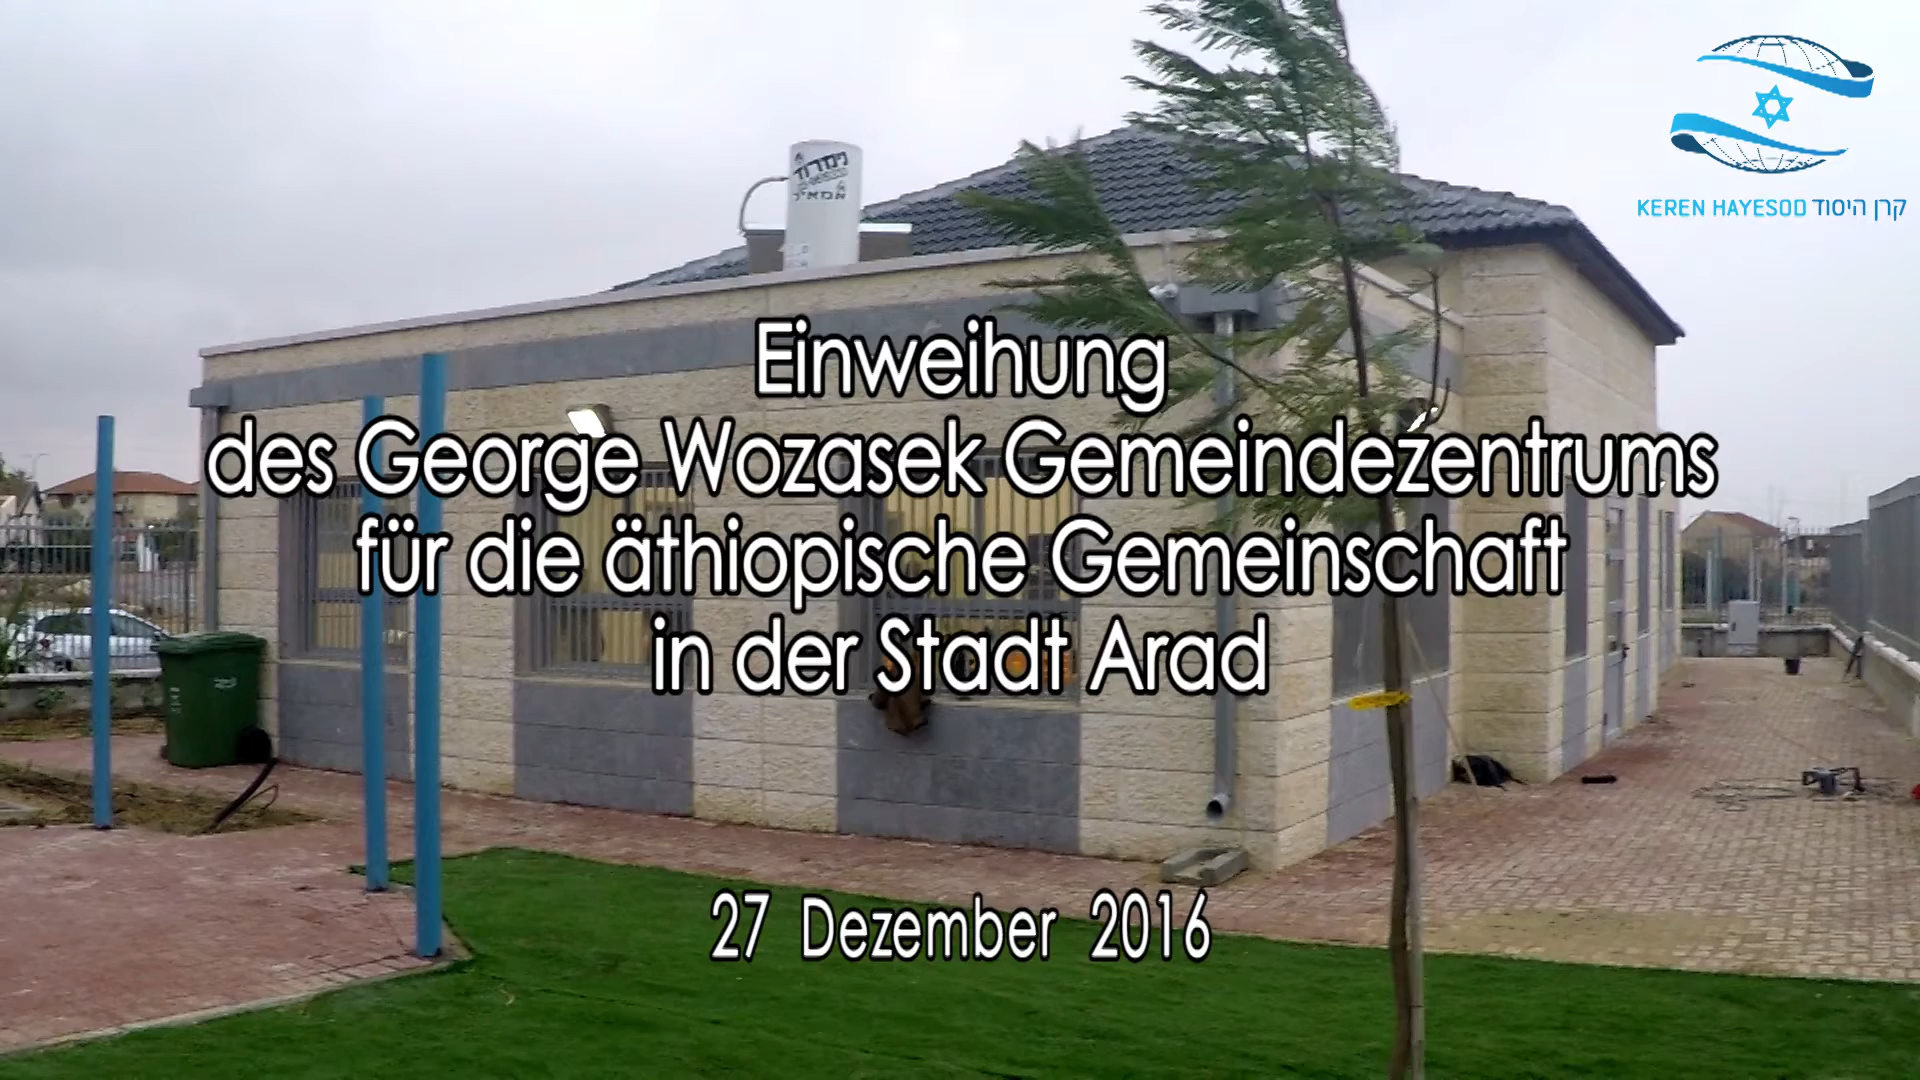 KEREN HAYESOD קרן היסוד
נימרוד
Einweihung
des George Wozasek Gemeindezentrums
für die äthiopische Gemeinschaft
in der Stadt Arad
27 Dezember 2016